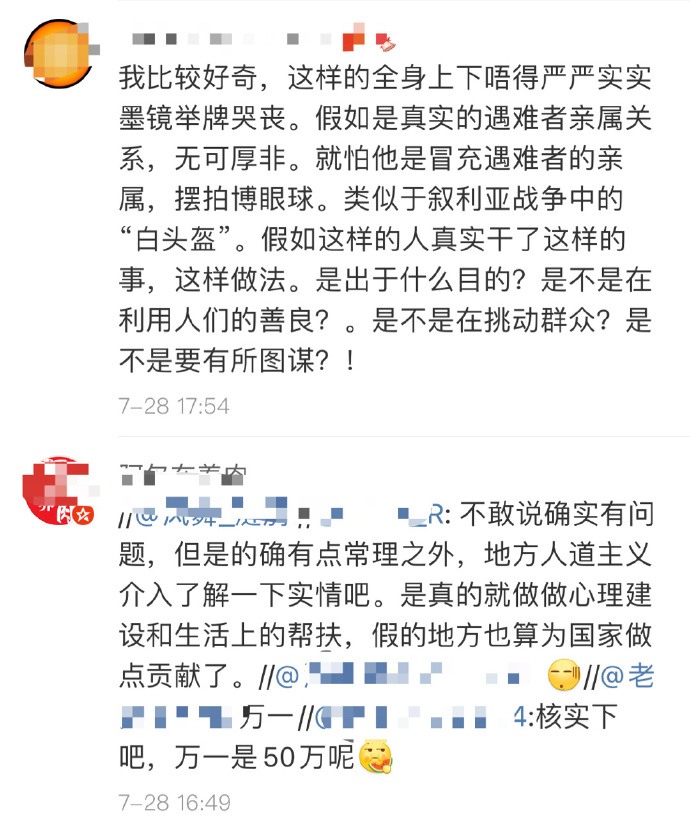 我比较好奇，这样的全身上下唔得严严实实
墨镜举牌哭丧。假如是真实的遇难者亲属关
系，无可厚非。就怕他是冒充遇难者的亲
属，摆拍博眼球。类似于叙利亚战争中的
“白头盔”。假如这样的人真实干了这样的
事，这样做法。是出于什么目的？是不是在
利用人们的善良？。是不是在挑动群众？是
不是要有所图谋？！
7-28 17:54
//@ R: 不敢说确实有问
题，但是的确有点常理之外，地方人道主义
介入了解一下实情吧。是真的就做做心理建
设和生活上的帮扶，假的地方也算为国家做
点贡献了。//@ //@老
万一//@ 4:核实下
吧，万一是50万呢
7-28 16:49